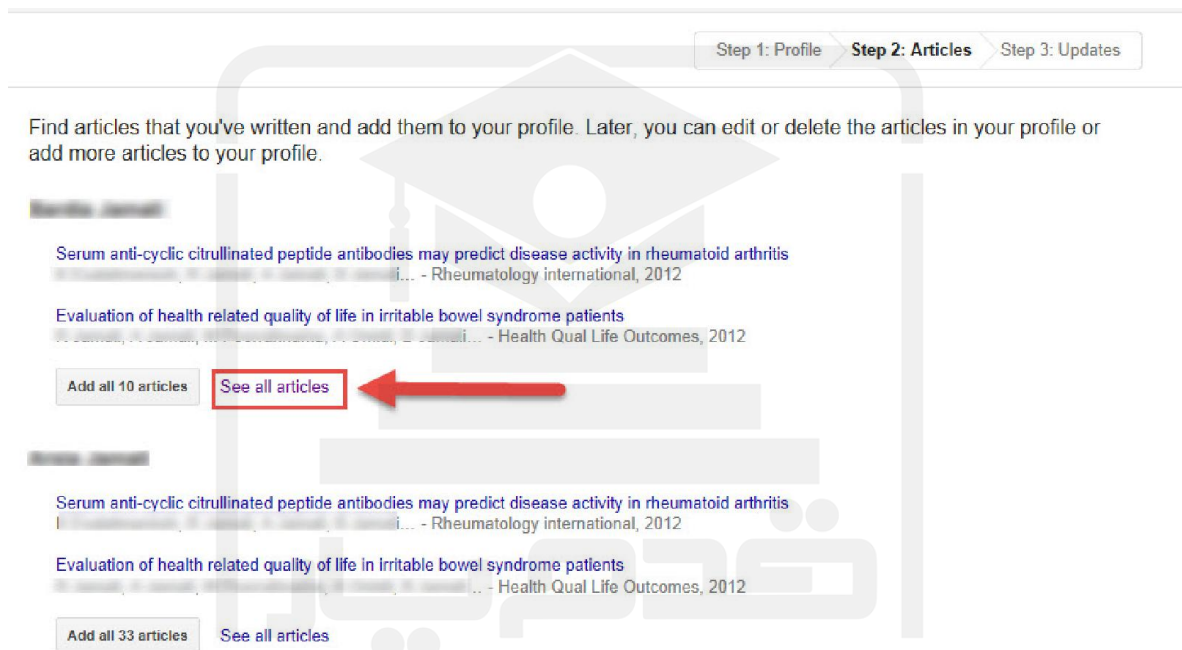 Step 1: Profile Step 2: Articles Step 3: Updates
Find articles that you've written and add them to your profile. Later, you can edit or delete the articles in your profile or
add more articles to your profile.
Serum anti-cyclic citrullinated peptide antibodies may predict disease activity in rheumatoid arthritis
... - Rheumatology international, 2012
Evaluation of health related quality of life in irritable bowel syndrome patients
... - Health Qual Life Outcomes, 2012
Add all 10 articles See all articles
Serum anti-cyclic citrullinated peptide antibodies may predict disease activity in rheumatoid arthritis
... - Rheumatology international, 2012
Evaluation of health related quality of life in irritable bowel syndrome patients
.. - Health Qual Life Outcomes, 2012
قدم یار
Add all 33 articles See all articles